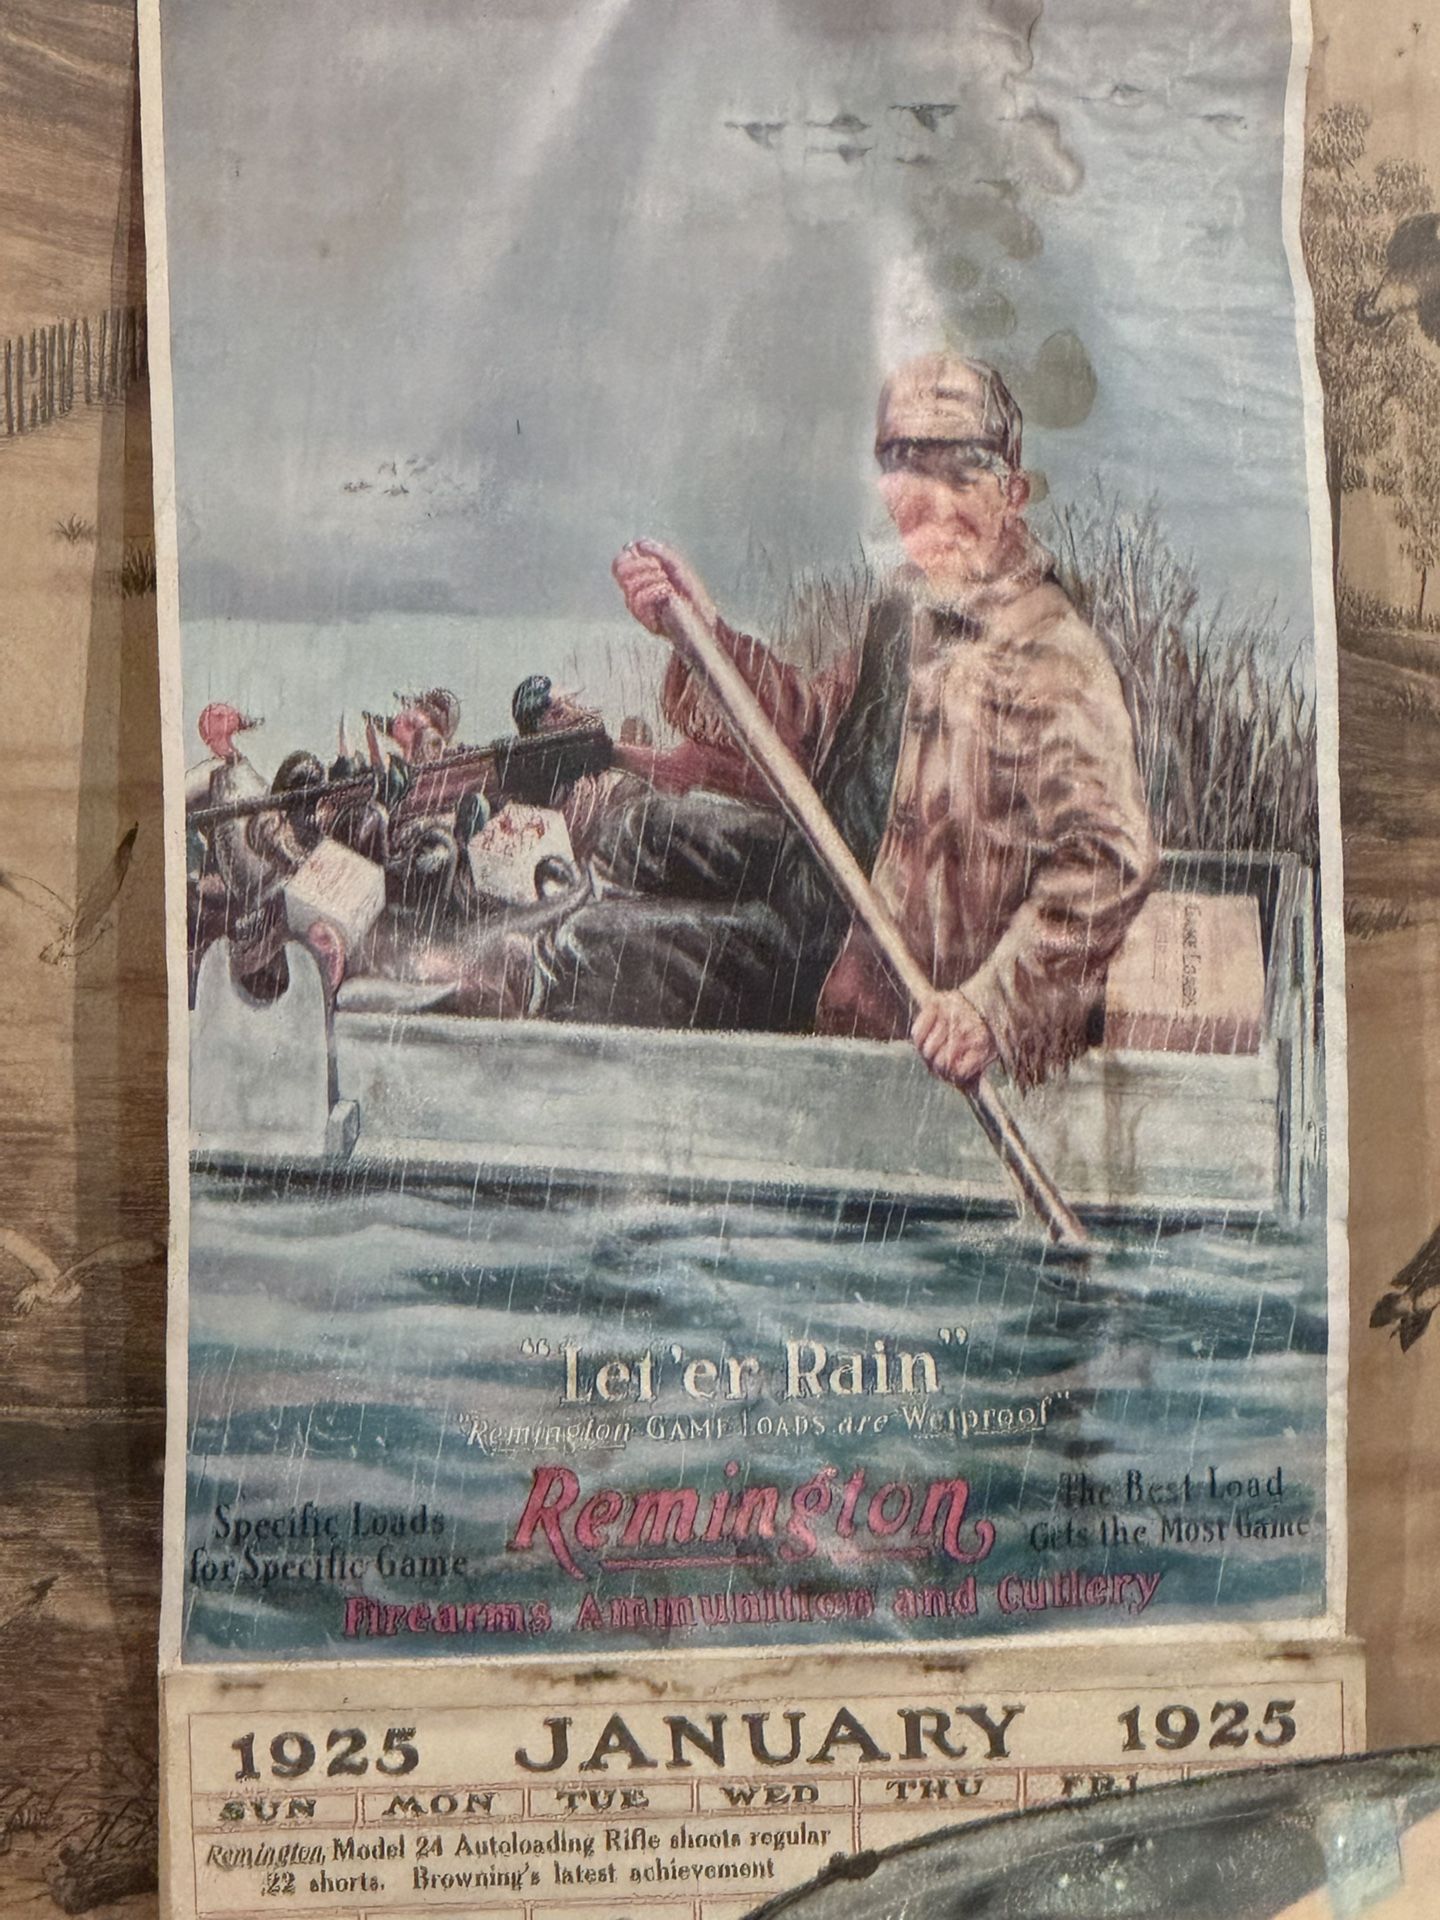 "Let 'er Rain"
"Remington GAME LOADS are Wetproof"
Specific Loads
for Specific Game
Remington
The Best Load
Gets the Most Game
Firearms Ammunition and Cutlery
1925 JANUARY 1925
SUN MON TUE WED THU FRI
Remington, Model 24 Autoloading Rifle shoots regular
.22 shorts. Browning's latest achievement